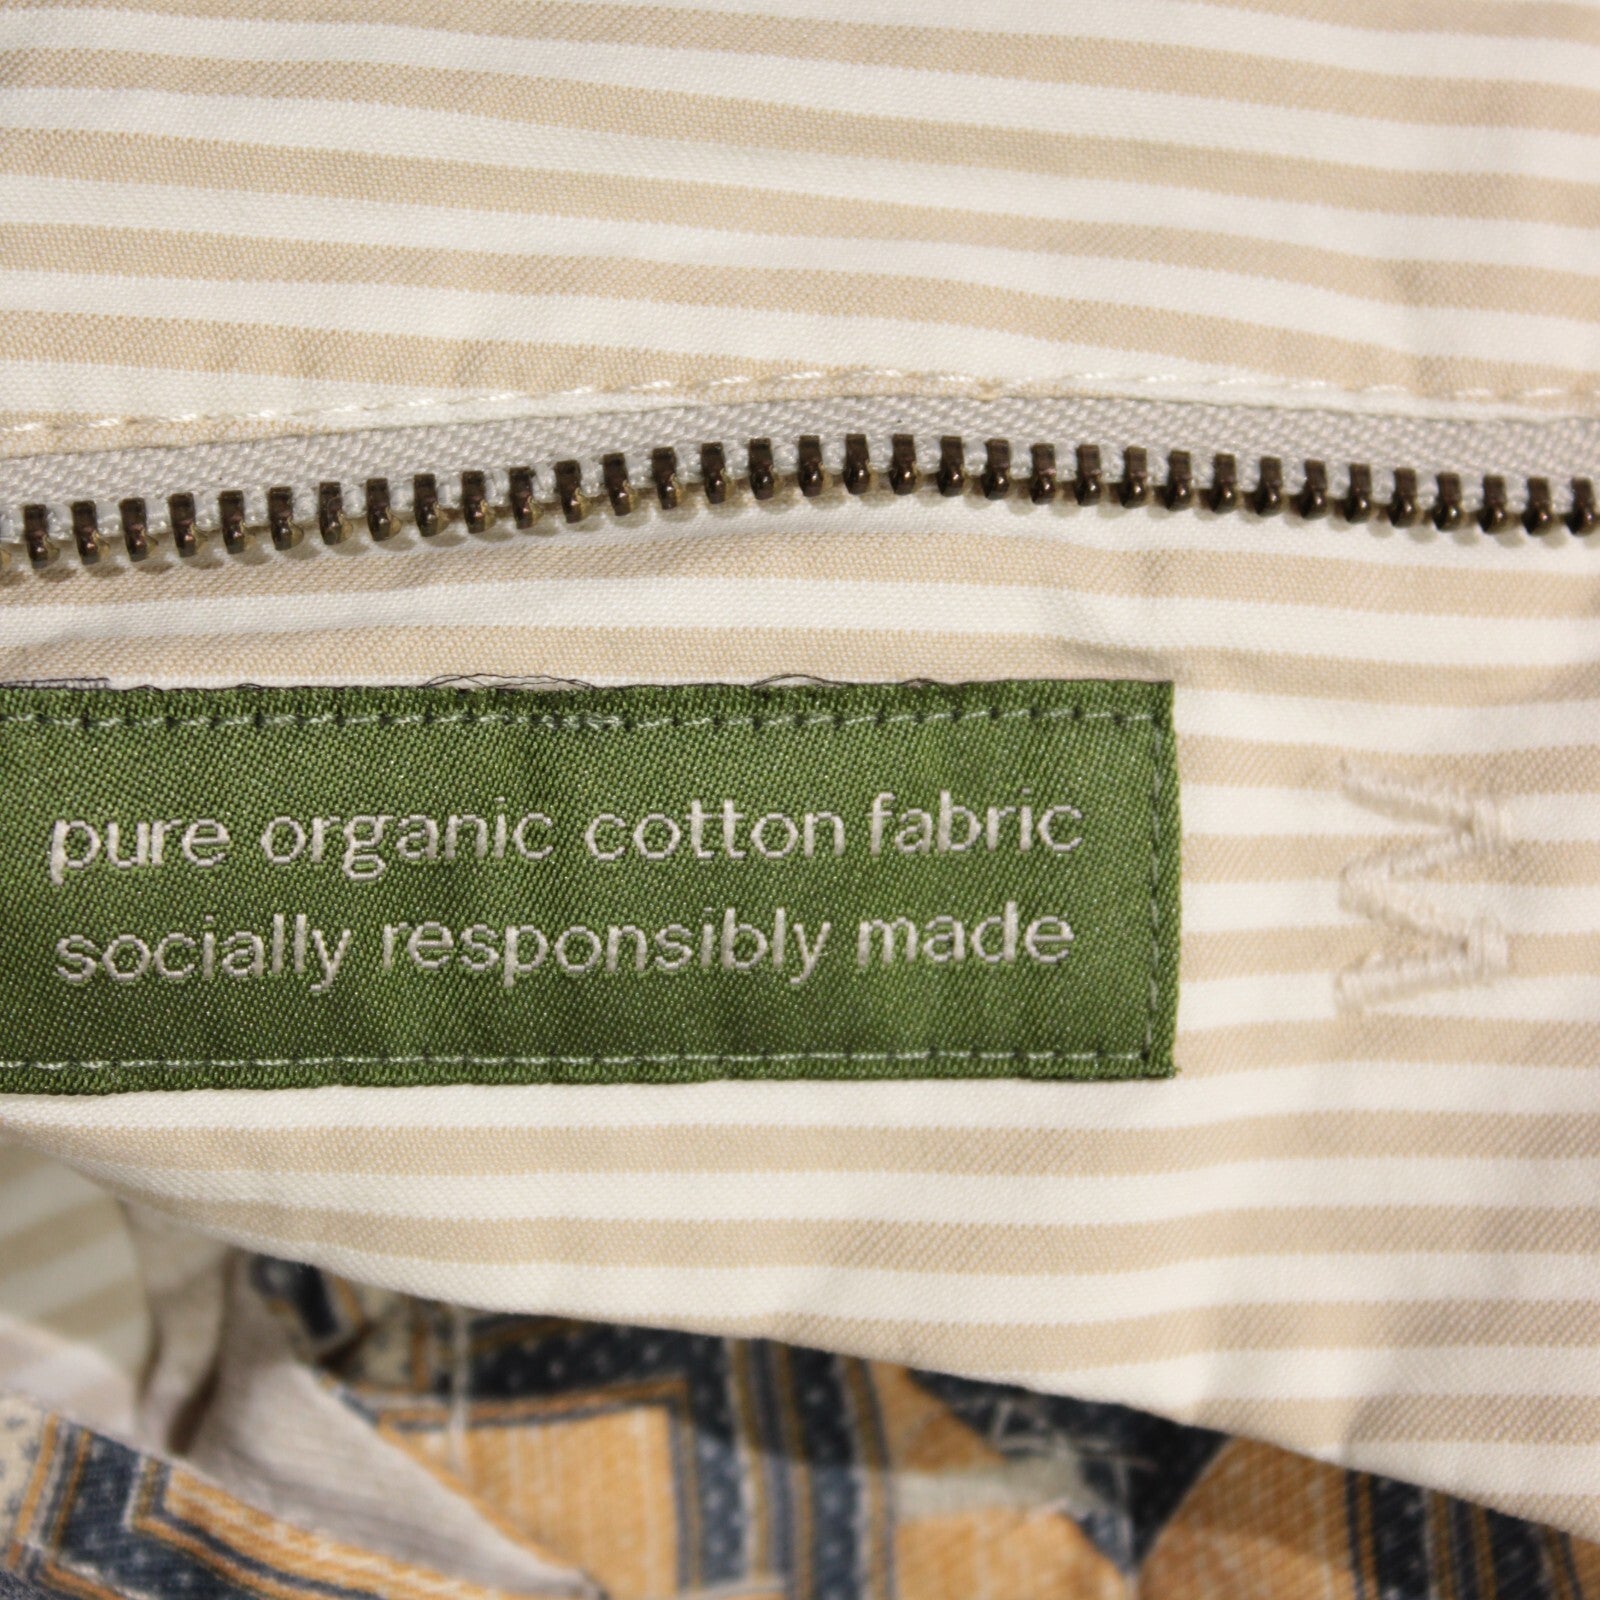 pure organic cotton fabric
socially responsibly made
M